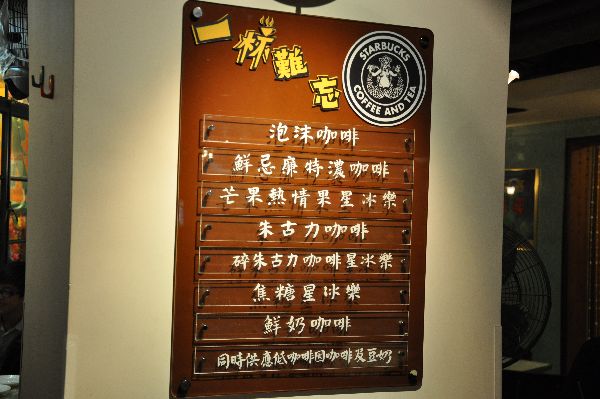 一杯難忘
STARBUCKS
COFFEE AND TEA
泡沫咖啡
鮮忌廉特濃咖啡
芒果熱情果星冰樂
朱古力咖啡
碎朱古力咖啡星冰樂
焦糖星冰樂
鮮奶咖啡
同時供應低咖啡因咖啡及豆奶